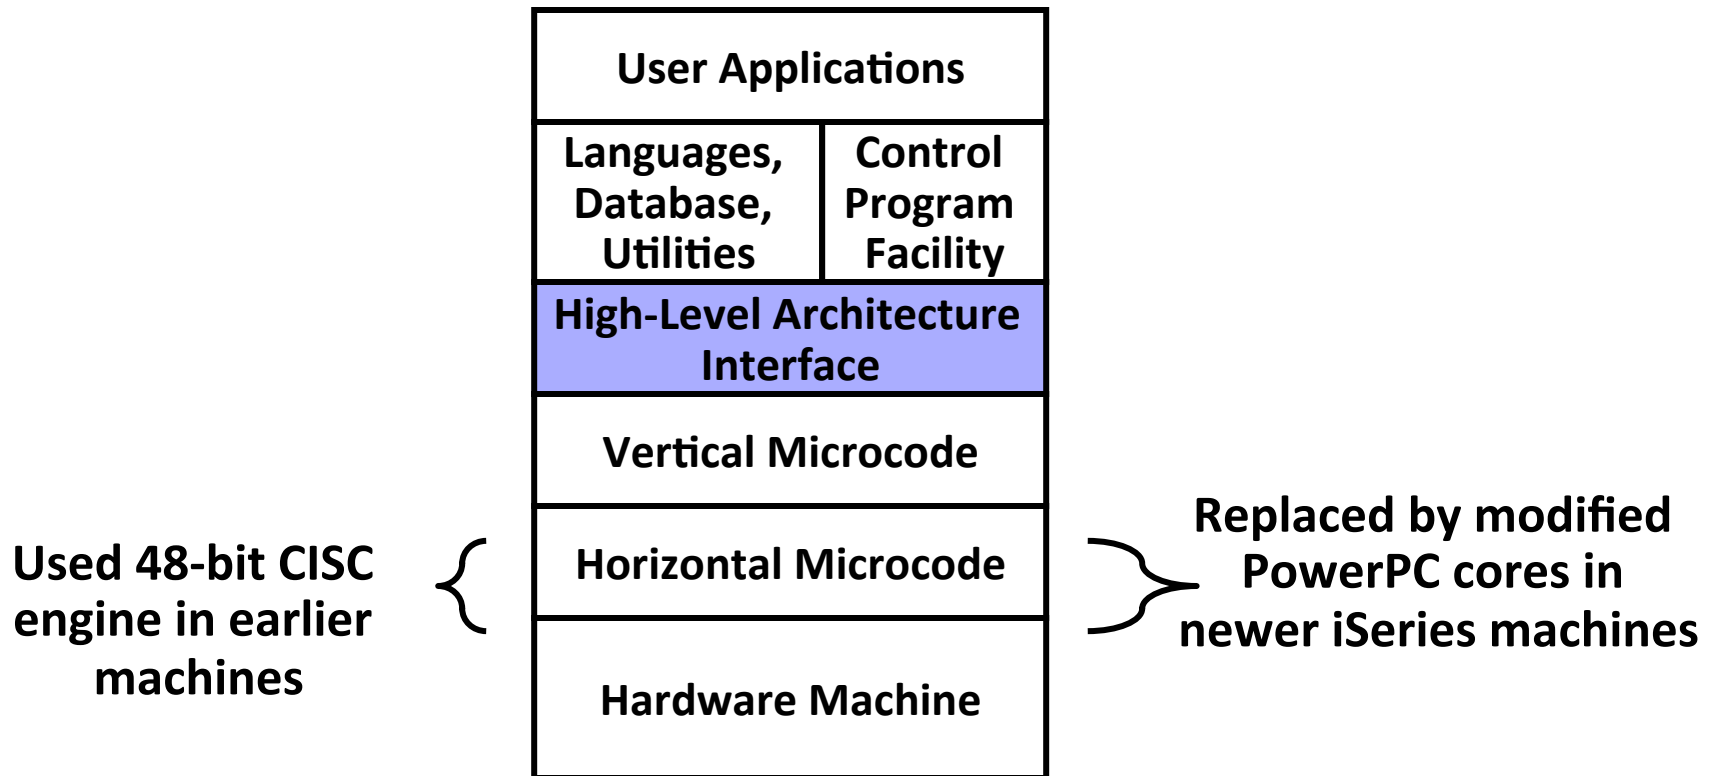 User Applications
Languages,
Database,
Utilities
Control
Program
Facility
High-Level Architecture
Interface
Vertical Microcode
Horizontal Microcode
Hardware Machine
Used 48-bit CISC
engine in earlier
machines
Replaced by modified
PowerPC cores in
newer iSeries machines